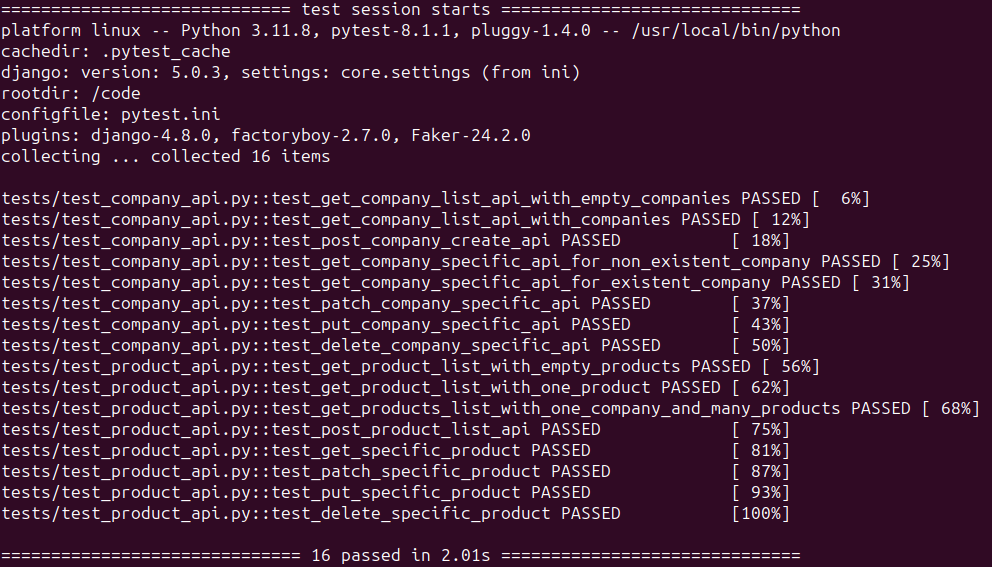 ============================= test session starts ==============================
platform linux -- Python 3.11.8, pytest-8.1.1, pluggy-1.4.0 -- /usr/local/bin/python
cachedir: .pytest_cache
django: version: 5.0.3, settings: core.settings (from ini)
rootdir: /code
configfile: pytest.ini
plugins: django-4.8.0, factoryboy-2.7.0, Faker-24.2.0
collecting ... collected 16 items

tests/test_company_api.py::test_get_company_list_api_with_empty_companies PASSED [  6%]
tests/test_company_api.py::test_get_company_list_api_with_companies PASSED [ 12%]
tests/test_company_api.py::test_post_company_create_api PASSED           [ 18%]
tests/test_company_api.py::test_get_company_specific_api_for_non_existent_company PASSED [ 25%]
tests/test_company_api.py::test_get_company_specific_api_for_existent_company PASSED [ 31%]
tests/test_company_api.py::test_patch_company_specific_api PASSED        [ 37%]
tests/test_company_api.py::test_put_company_specific_api PASSED          [ 43%]
tests/test_company_api.py::test_delete_company_specific_api PASSED       [ 50%]
tests/test_product_api.py::test_get_product_list_with_empty_products PASSED [ 56%]
tests/test_product_api.py::test_get_product_list_with_one_product PASSED [ 62%]
tests/test_product_api.py::test_get_products_list_with_one_company_and_many_products PASSED [ 68%]
tests/test_product_api.py::test_post_product_list_api PASSED             [ 75%]
tests/test_product_api.py::test_get_specific_product PASSED              [ 81%]
tests/test_product_api.py::test_patch_specific_product PASSED            [ 87%]
tests/test_product_api.py::test_put_specific_product PASSED              [ 93%]
tests/test_product_api.py::test_delete_specific_product PASSED           [100%]

============================== 16 passed in 2.01s ==============================